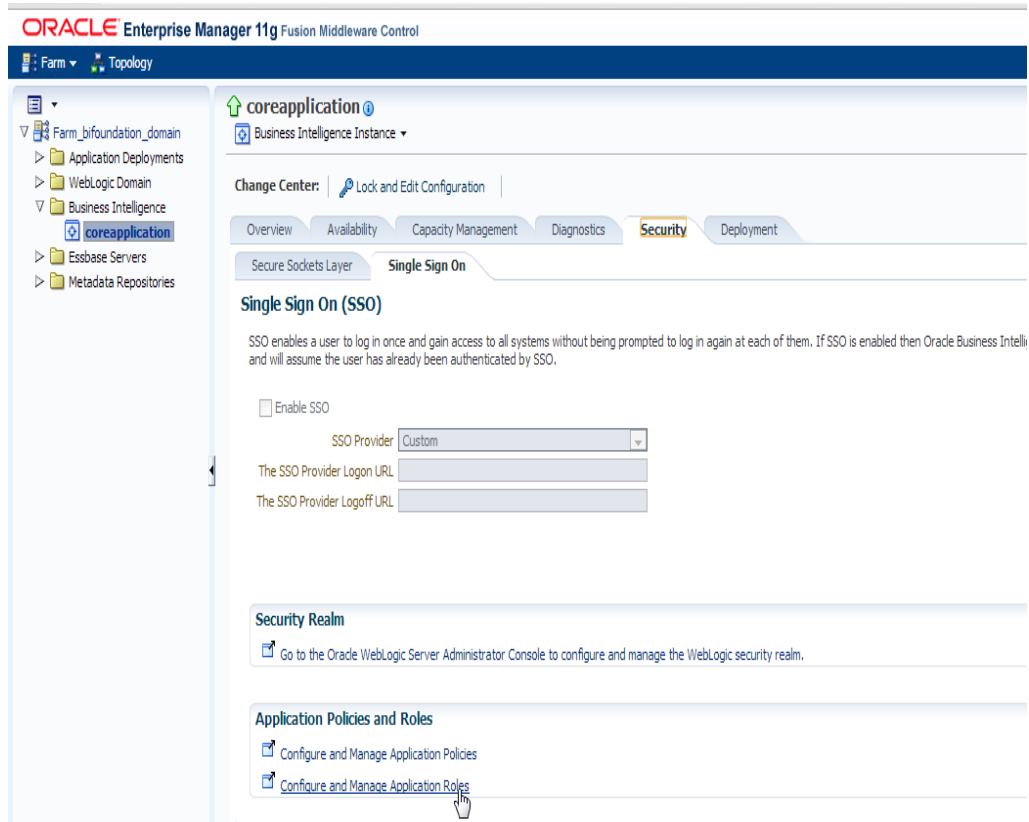 ORACLE Enterprise Manager 11g Fusion Middleware Control
Farm Topology
Farm_bifoundation_domain
Application Deployments
WebLogic Domain
Business Intelligence
coreapplication
Essbase Servers
Metadata Repositories
coreapplication
Business Intelligence Instance
Change Center: Lock and Edit Configuration
Overview Availability Capacity Management Diagnostics Security Deployment
Secure Sockets Layer Single Sign On
Single Sign On (SSO)
SSO enables a user to log in once and gain access to all systems without being prompted to log in again at each of them. If SSO is enabled then Oracle Business
and will assume the user has already been authenticated by SSO.
Enable SSO
SSO Provider Custom
The SSO Provider Logon URL
The SSO Provider Logoff URL
Security Realm
Go to the Oracle WebLogic Server Administrator Console to configure and manage the WebLogic security realm.
Application Policies and Roles
Configure and Manage Application Policies
Configure and Manage Application Roles